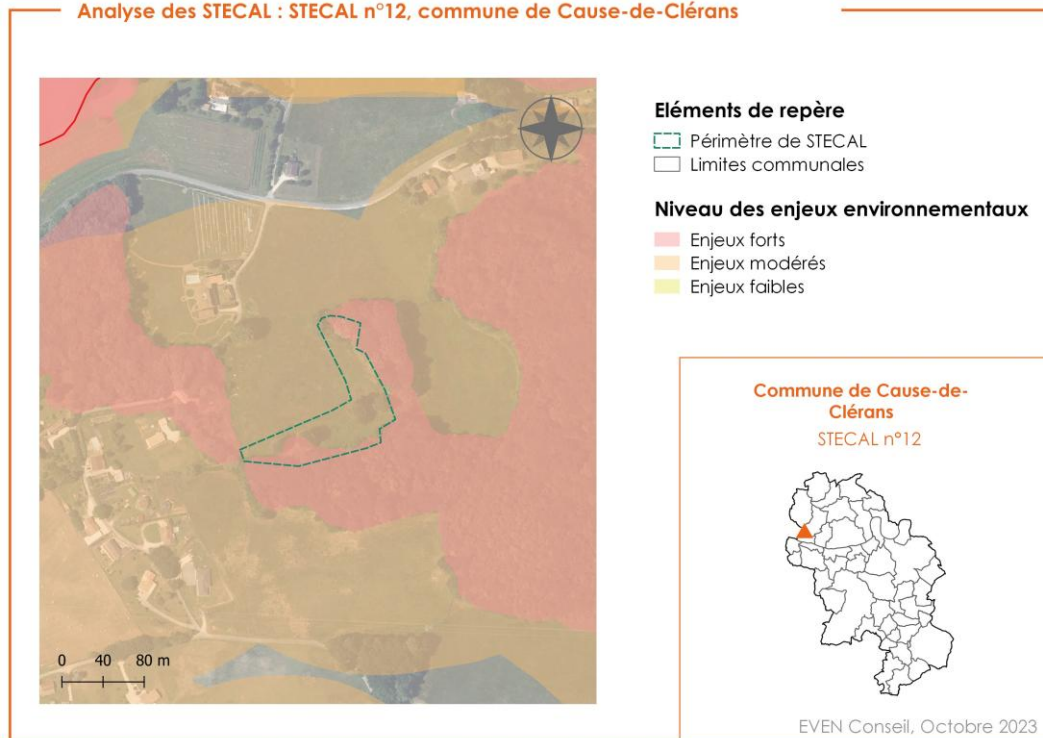 Analyse des STECAL : STECAL n°12, commune de Cause-de-Clérans
Eléments de repère
Périmètre de STECAL
Limites communales
Niveau des enjeux environnementaux
Enjeux forts
Enjeux modérés
Enjeux faibles
Commune de Cause-de-
Clérans
STECAL n°12
0 40 80 m
EVEN Conseil, Octobre 2023